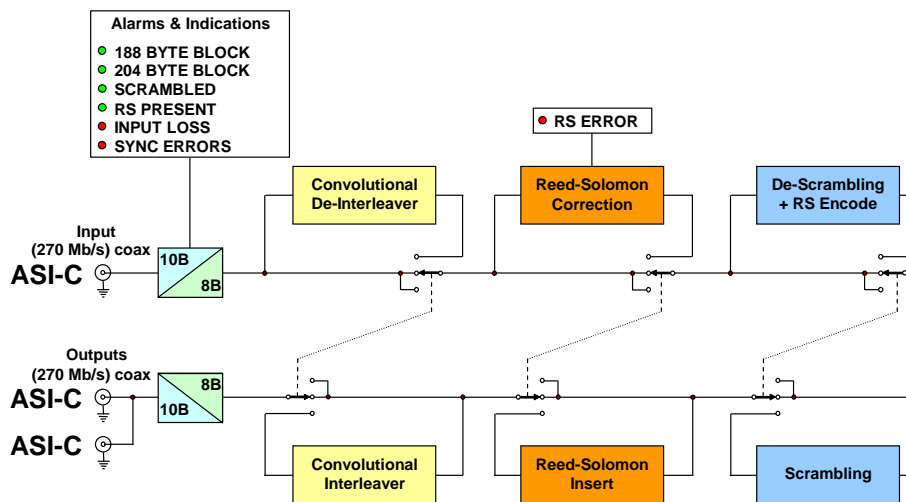 Alarms & Indications
188 BYTE BLOCK
204 BYTE BLOCK
SCRAMBLED
RS PRESENT
INPUT LOSS
SYNC ERRORS
RS ERROR
Convolutional
De-Interleaver
Reed-Solomon
Correction
De-Scrambling
+ RS Encode
Input
(270 Mb/s) coax
ASI-C
10B
8B
Outputs
(270 Mb/s) coax
ASI-C
8B
10B
ASI-C
Convolutional
Interleaver
Reed-Solomon
Insert
Scrambling